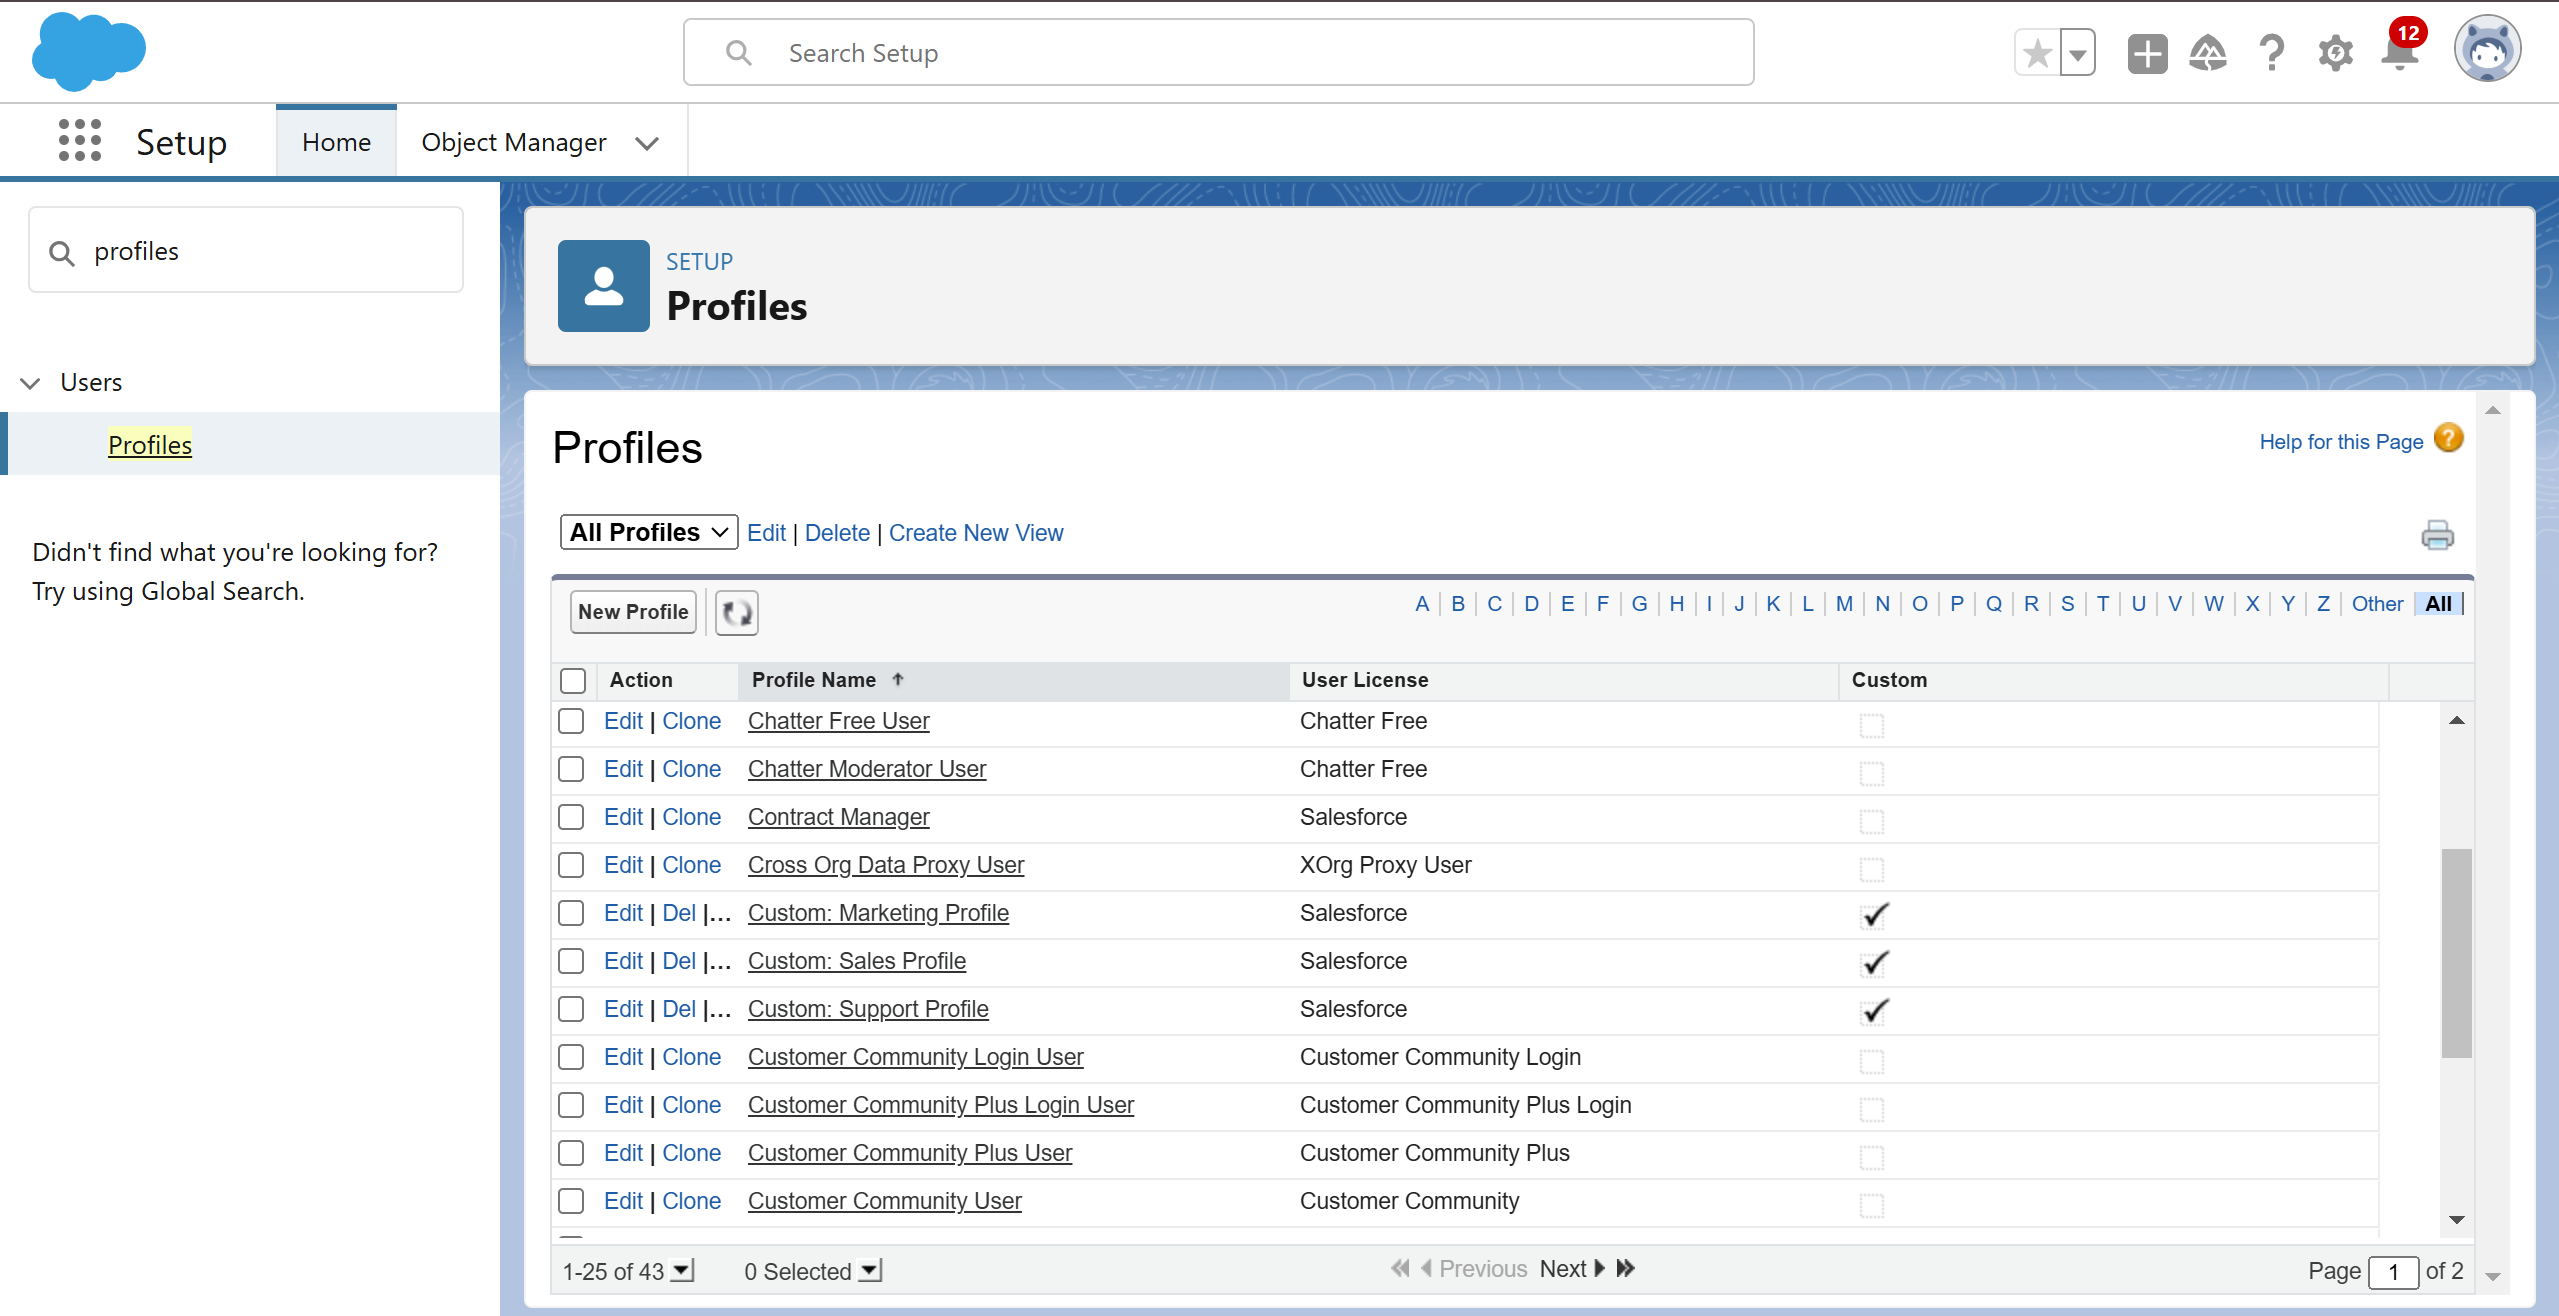 Search Setup
12
Setup
Home
Object Manager
profiles
Users
Profiles
Didn't find what you're looking for?
Try using Global Search.
SETUP
Profiles
Profiles
Help for this Page ?
All Profiles Edit | Delete | Create New View
New Profile
A | B | C | D | E | F | G | H | I | J | K | L | M | N | O | P | Q | R | S | T | U | V | W | X | Y | Z | Other | All |
Action Profile Name ↑ User License Custom
Edit | Clone Chatter Free User Chatter Free
Edit | Clone Chatter Moderator User Chatter Free
Edit | Clone Contract Manager Salesforce
Edit | Clone Cross Org Data Proxy User XOrg Proxy User
Edit | Del |... Custom: Marketing Profile Salesforce
Edit | Del |... Custom: Sales Profile Salesforce
Edit | Del |... Custom: Support Profile Salesforce
Edit | Clone Customer Community Login User Customer Community Login
Edit | Clone Customer Community Plus Login User Customer Community Plus Login
Edit | Clone Customer Community Plus User Customer Community Plus
Edit | Clone Customer Community User Customer Community
1-25 of 43 0 Selected Previous Next Page 1 of 2